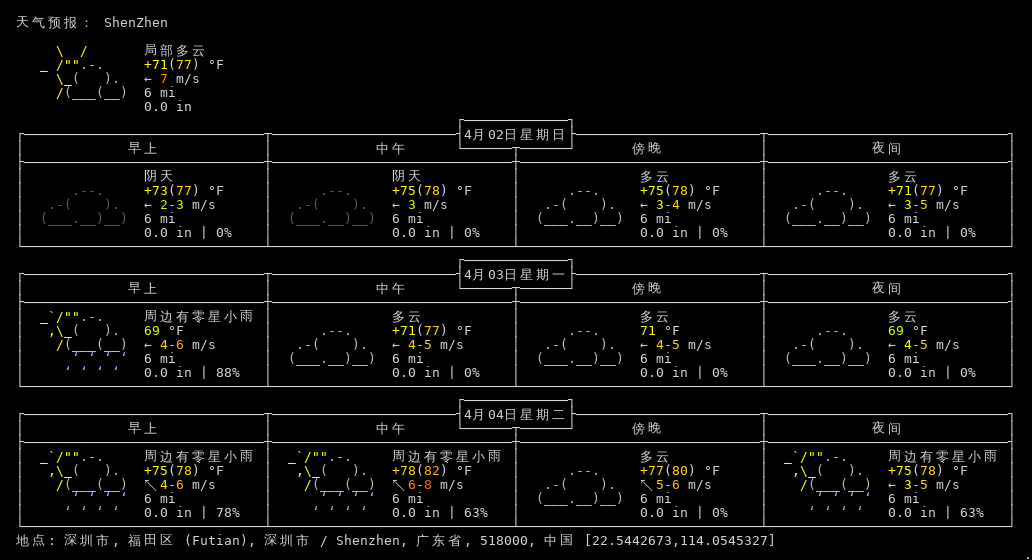 天气预报： ShenZhen
局部多云
+71(77) °F
← 7 m/s
6 mi
0.0 in
4月02日星期日
早上 中午 傍晚 夜间
阴天 阴天 多云 多云
+73(77) °F +75(78) °F +75(78) °F +71(77) °F
← 2-3 m/s ← 3 m/s ← 3-4 m/s ← 3-5 m/s
6 mi 6 mi 6 mi 6 mi
0.0 in | 0% 0.0 in | 0% 0.0 in | 0% 0.0 in | 0%
4月03日星期一
早上 中午 傍晚 夜间
周边有零星小雨 多云 多云 多云
69 °F +71(77) °F 71 °F 69 °F
← 4-6 m/s ← 4-5 m/s ← 4-5 m/s ← 4-5 m/s
6 mi 6 mi 6 mi 6 mi
0.0 in | 88% 0.0 in | 0% 0.0 in | 0% 0.0 in | 0%
4月04日星期二
早上 中午 傍晚 夜间
周边有零星小雨 周边有零星小雨 多云 周边有零星小雨
+75(78) °F +78(82) °F +77(80) °F +75(78) °F
↖ 4-6 m/s ↖ 6-8 m/s ↖ 5-6 m/s ← 3-5 m/s
6 mi 6 mi 6 mi 6 mi
0.0 in | 78% 0.0 in | 63% 0.0 in | 0% 0.0 in | 63%
地点: 深圳市, 福田区 (Futian), 深圳市 / Shenzhen, 广东省, 518000, 中国 [22.5442673,114.0545327]